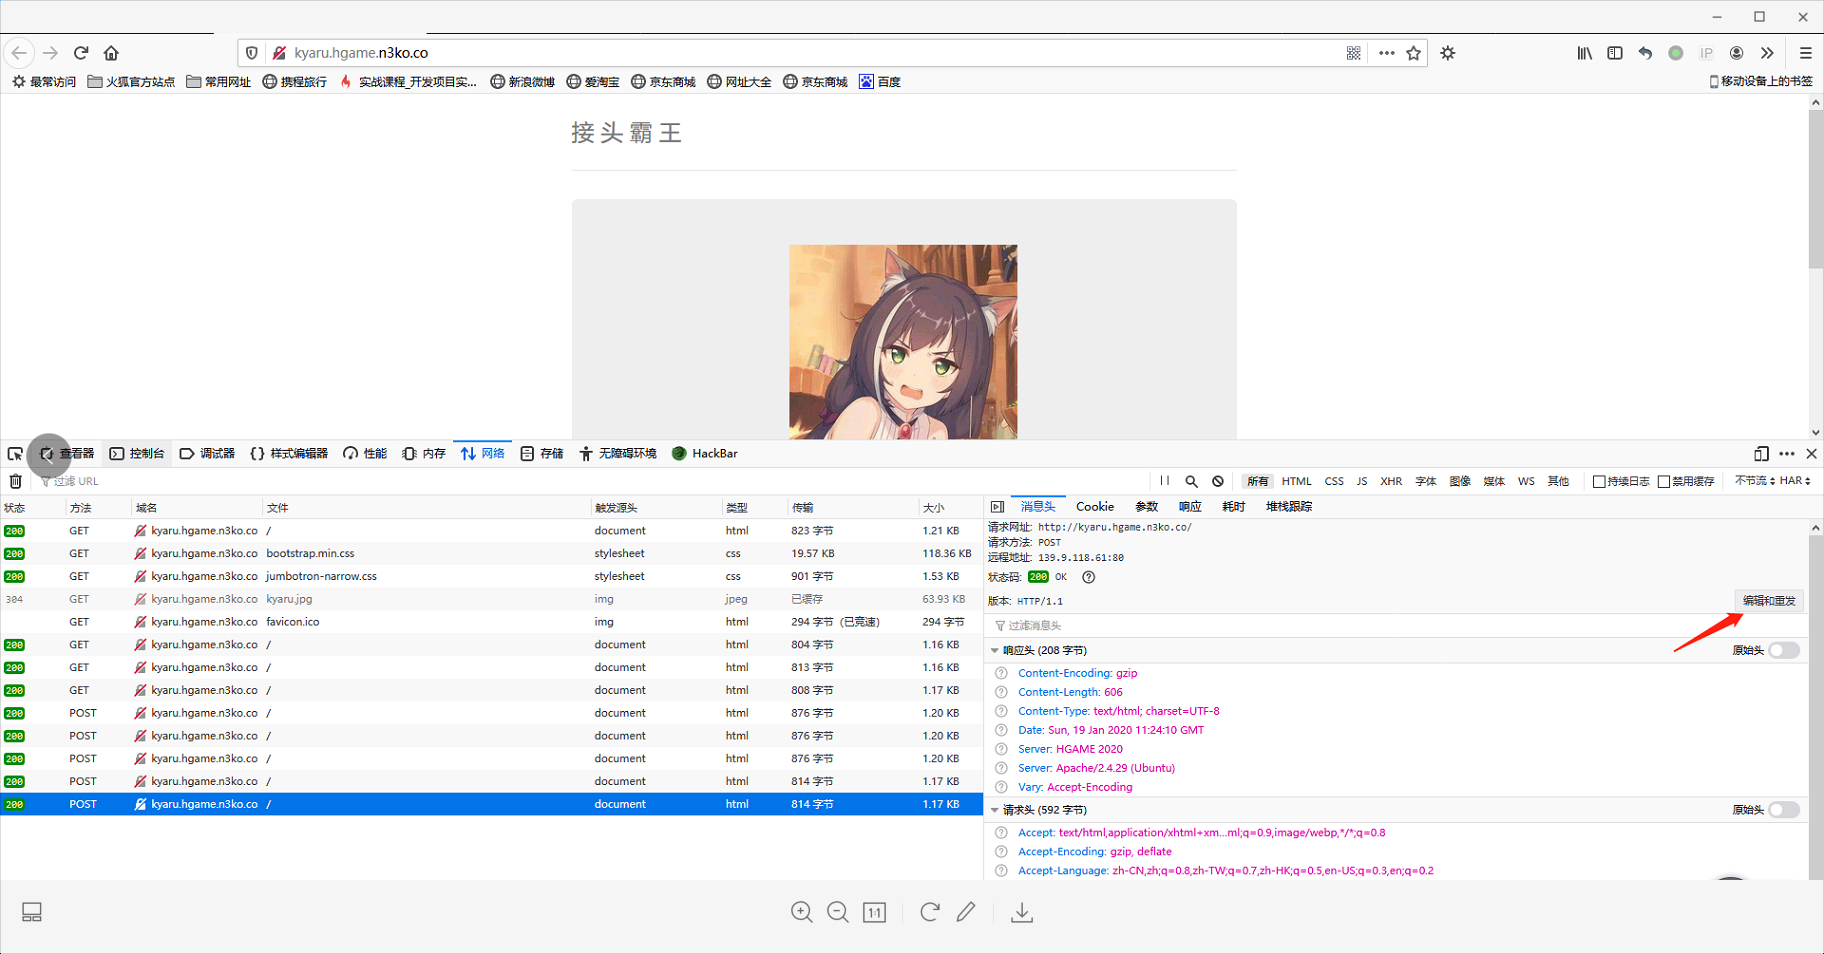 kyaru.hgame.n3ko.co
最常访问 火狐官方站点 常用网址 携程旅行 实战课程_开发项目实... 新浪微博 爱淘宝 京东商城 网址大全 京东商城 百度 移动设备上的书签
接头霸王
查看器 控制台 调试器 样式编辑器 性能 内存 网络 存储 无障碍环境 HackBar
过滤 URL 所有 HTML CSS JS XHR 字体 图像 媒体 WS 其他 持续日志 禁用缓存 不节流 HAR
状态 方法 域名 文件 触发源头 类型 传输 大小
200 GET kyaru.hgame.n3ko.co / document html 823 字节 1.21 KB
200 GET kyaru.hgame.n3ko.co bootstrap.min.css stylesheet css 19.57 KB 118.36 KB
200 GET kyaru.hgame.n3ko.co jumbotron-narrow.css stylesheet css 901 字节 1.53 KB
304 GET kyaru.hgame.n3ko.co kyaru.jpg img jpeg 已缓存 63.93 KB
GET kyaru.hgame.n3ko.co favicon.ico img html 294 字节（已竞速） 294 字节
200 GET kyaru.hgame.n3ko.co / document html 804 字节 1.16 KB
200 GET kyaru.hgame.n3ko.co / document html 813 字节 1.16 KB
200 GET kyaru.hgame.n3ko.co / document html 808 字节 1.17 KB
200 POST kyaru.hgame.n3ko.co / document html 876 字节 1.20 KB
200 POST kyaru.hgame.n3ko.co / document html 876 字节 1.20 KB
200 POST kyaru.hgame.n3ko.co / document html 876 字节 1.20 KB
200 POST kyaru.hgame.n3ko.co / document html 814 字节 1.17 KB
200 POST kyaru.hgame.n3ko.co / document html 814 字节 1.17 KB
消息头 Cookie 参数 响应 耗时 堆栈跟踪
请求网址: http://kyaru.hgame.n3ko.co/
请求方法: POST
远程地址: 139.9.118.61:80
状态码: 200 OK
版本: HTTP/1.1 编辑和重发
过滤消息头
响应头 (208 字节) 原始头
Content-Encoding: gzip
Content-Length: 606
Content-Type: text/html; charset=UTF-8
Date: Sun, 19 Jan 2020 11:24:10 GMT
Server: HGAME 2020
Server: Apache/2.4.29 (Ubuntu)
Vary: Accept-Encoding
请求头 (592 字节) 原始头
Accept: text/html,application/xhtml+xm...ml;q=0.9,image/webp,*/*;q=0.8
Accept-Encoding: gzip, deflate
Accept-Language: zh-CN,zh;q=0.8,zh-TW;q=0.7,zh-HK;q=0.5,en-US;q=0.3,en;q=0.2
1:1